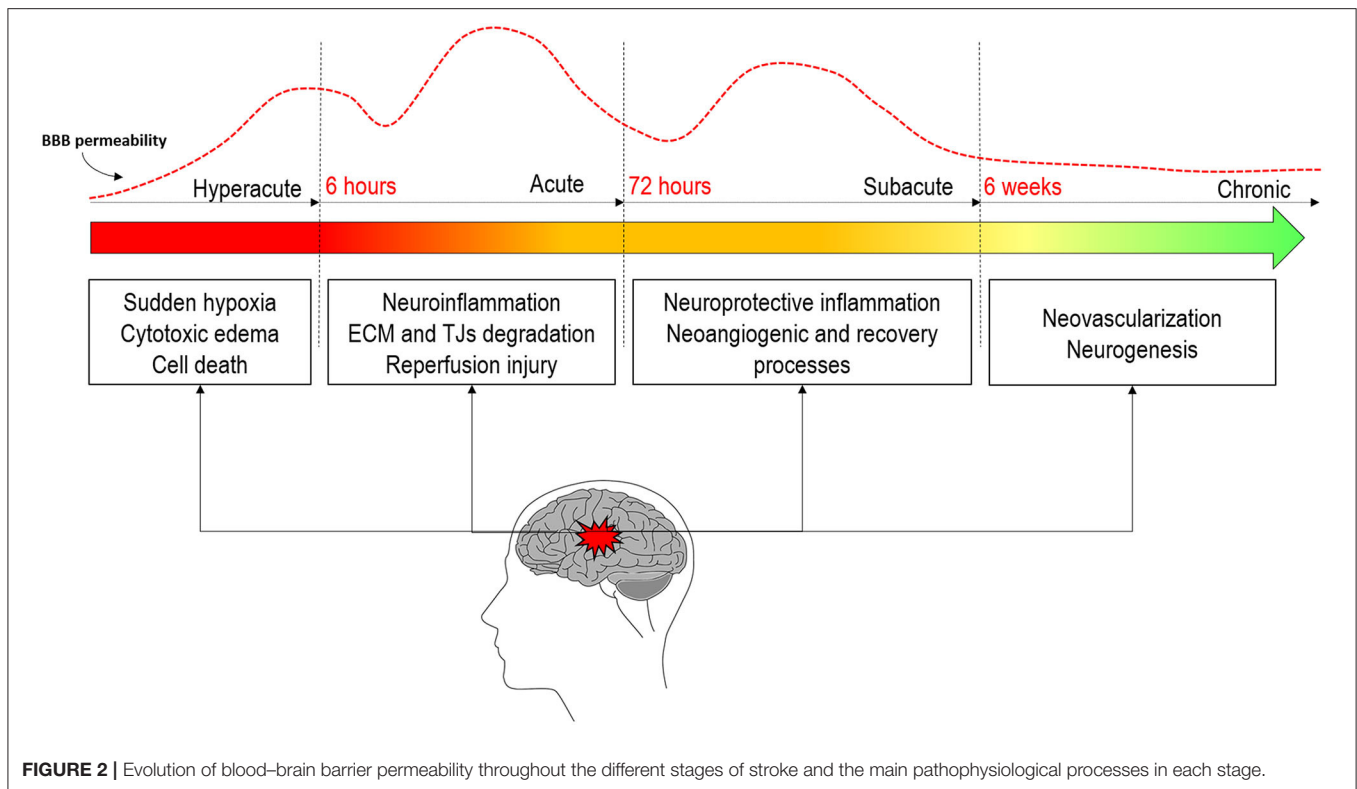 BBB permeability
Hyperacute
6 hours
Acute
72 hours
Subacute
6 weeks
Chronic
Sudden hypoxia
Cytotoxic edema
Cell death
Neuroinflammation
ECM and TJs degradation
Reperfusion injury
Neuroprotective inflammation
Neoangiogenic and recovery
processes
Neovascularization
Neurogenesis
FIGURE 2 | Evolution of blood–brain barrier permeability throughout the different stages of stroke and the main pathophysiological processes in each stage.